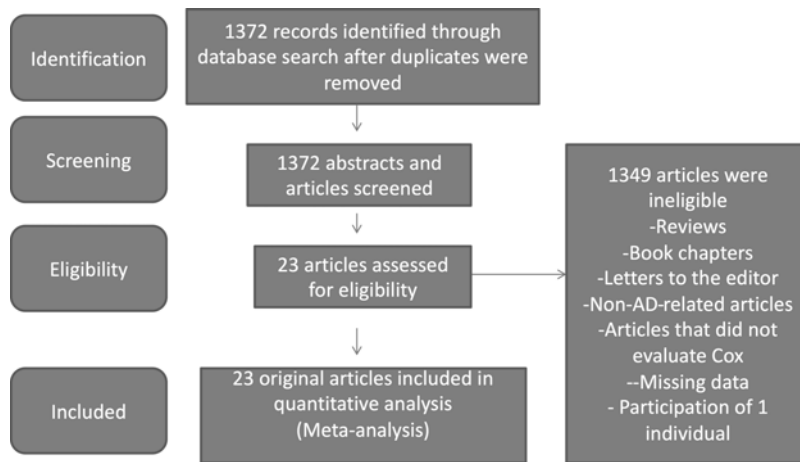 Identification
1372 records identified through
database search after duplicates were
removed
Screening
1372 abstracts and
articles screened
Eligibility
23 articles assessed
for eligibility
1349 articles were
ineligible
-Reviews
-Book chapters
-Letters to the editor
-Non-AD-related articles
-Articles that did not
evaluate Cox
--Missing data
- Participation of 1
individual
Included
23 original articles included in
quantitative analysis
(Meta-analysis)